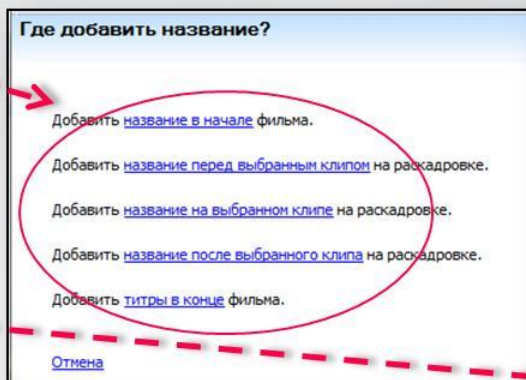 Где добавить название?
Добавить название в начале фильма.
Добавить название перед выбранным клипом на раскадровке.
Добавить название на выбранном клипе на раскадровке.
Добавить название после выбранного клипа на раскадровке.
Добавить титры в конце фильма.
Отмена